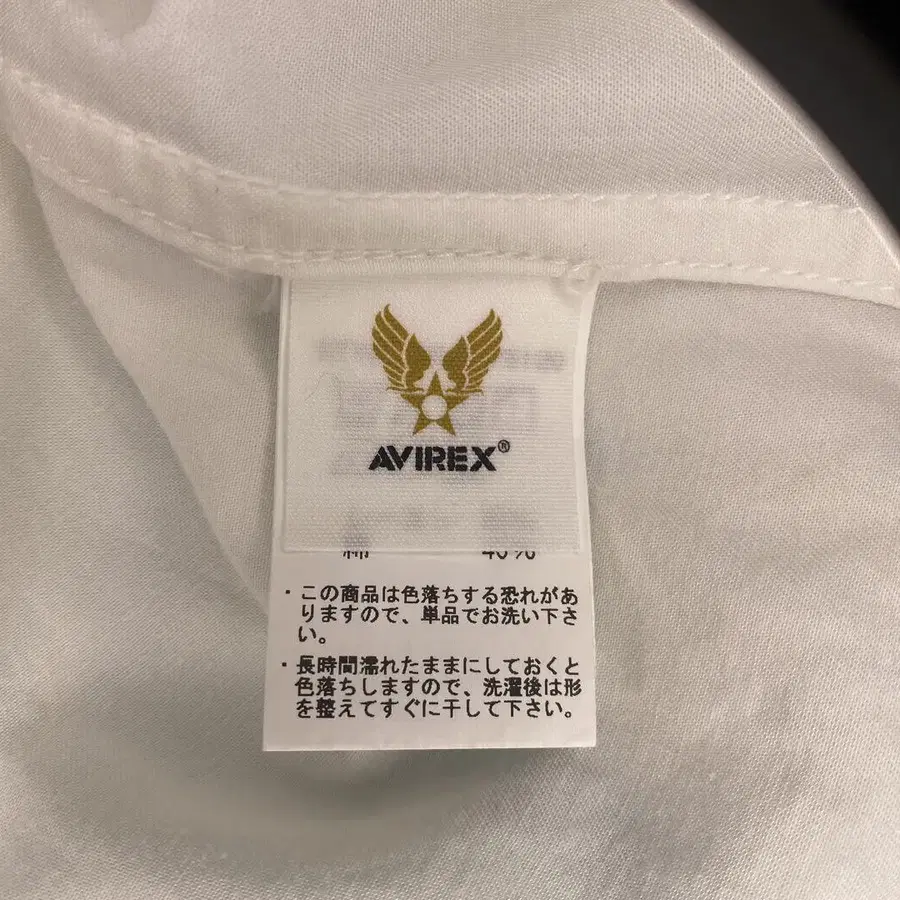 AVIREX®
綿 40%
・この商品は色落ちする恐れがあ
りますので、単品でお洗い下さ
い。
・長時間濡れたままにしておくと
色落ちしますので、洗濯後は形
を整えてすぐに干して下さい。